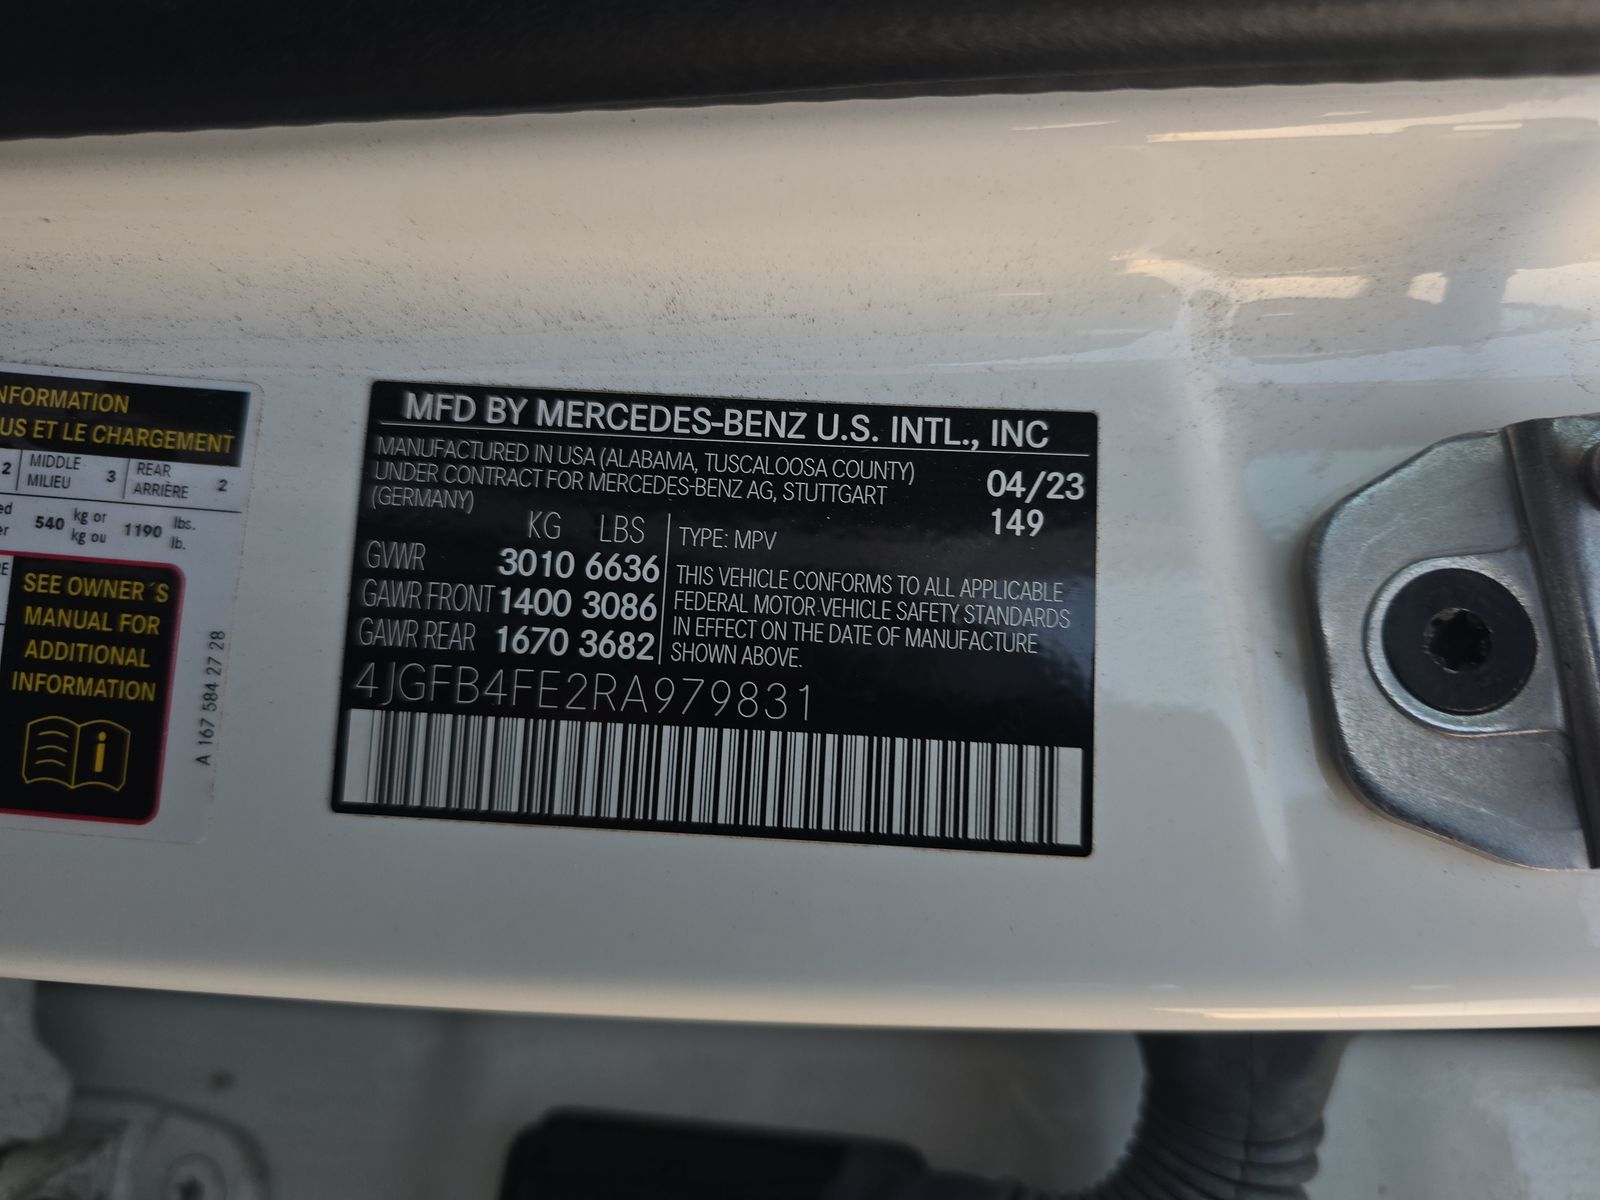 NFORMATION
US ET LE CHARGEMENT
2 MIDDLE MILIEU 3 REAR ARRIÈRE 2
540 kg or kg ou 1190 lbs. lb.
SEE OWNER´S
MANUAL FOR
ADDITIONAL
INFORMATION
A 167 584 27 28
MFD BY MERCEDES-BENZ U.S. INTL., INC
MANUFACTURED IN USA (ALABAMA, TUSCALOOSA COUNTY)
UNDER CONTRACT FOR MERCEDES-BENZ AG, STUTTGART
(GERMANY)
04/23
149
KG LBS
GVWR 3010 6636
GAWR FRONT 1400 3086
GAWR REAR 1670 3682
TYPE: MPV
THIS VEHICLE CONFORMS TO ALL APPLICABLE
FEDERAL MOTOR VEHICLE SAFETY STANDARDS
IN EFFECT ON THE DATE OF MANUFACTURE
SHOWN ABOVE.
4JGFB4FE2RA979831